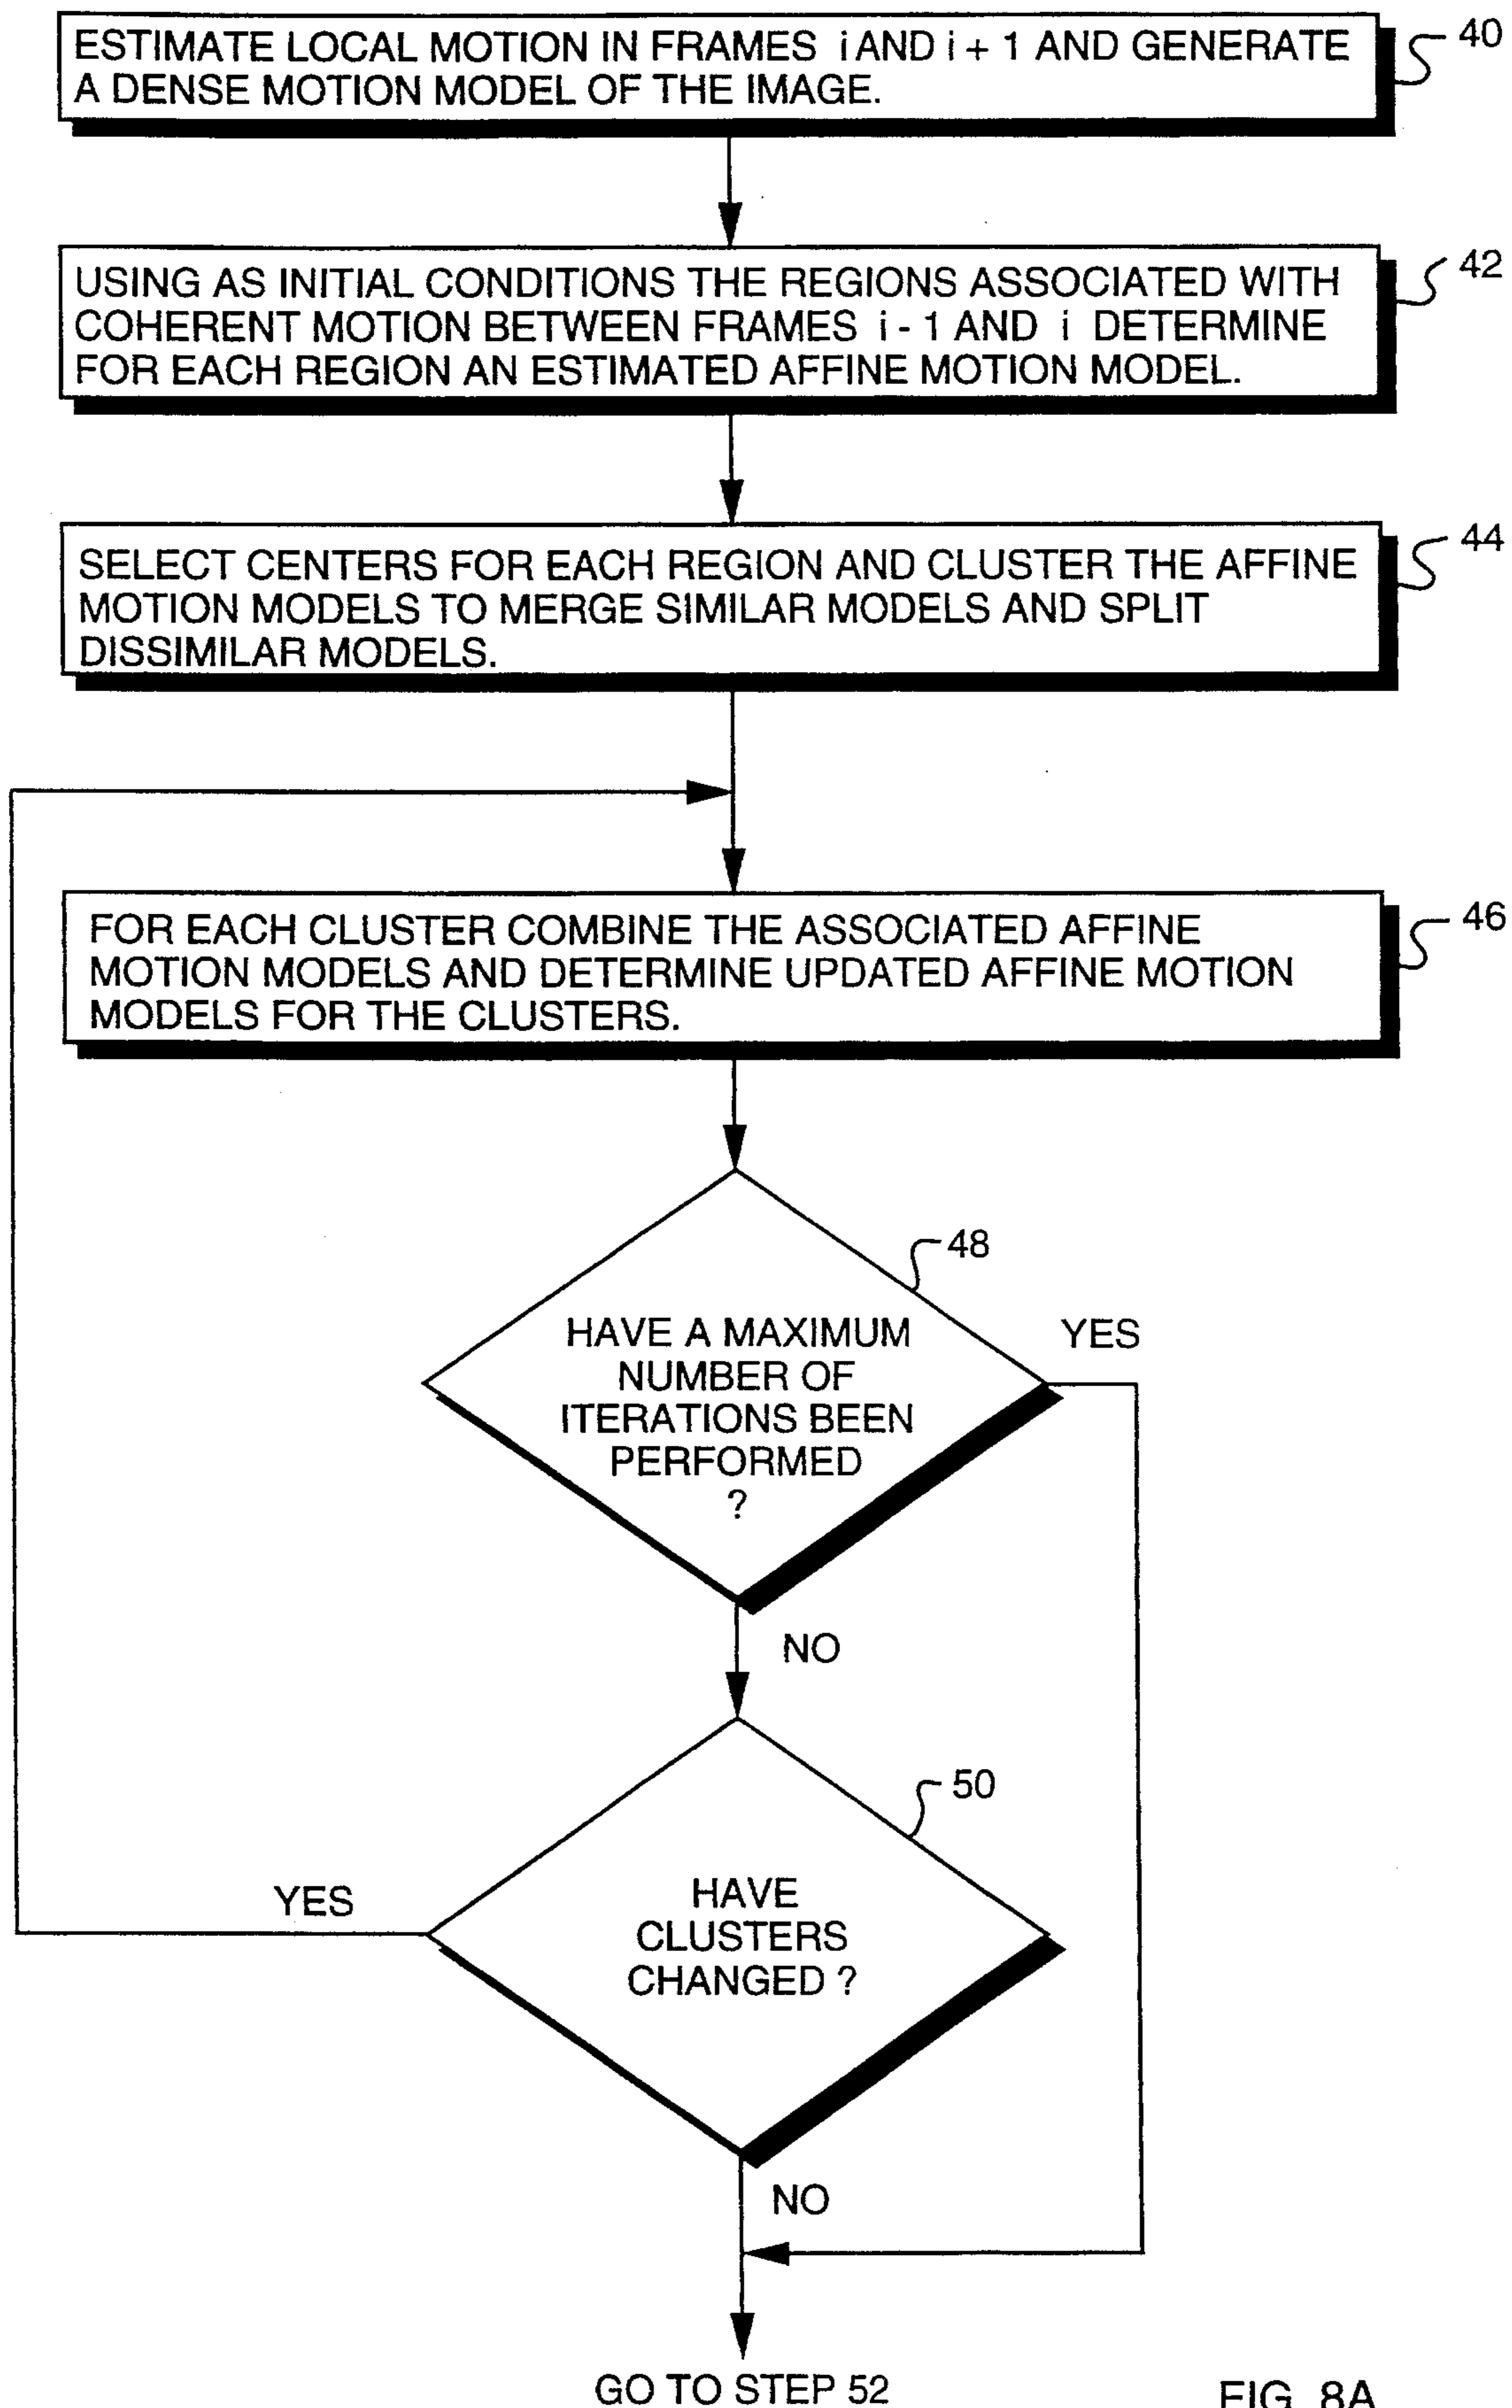 ESTIMATE LOCAL MOTION IN FRAMES i AND i + 1 AND GENERATE
A DENSE MOTION MODEL OF THE IMAGE.
40
USING AS INITIAL CONDITIONS THE REGIONS ASSOCIATED WITH
COHERENT MOTION BETWEEN FRAMES i - 1 AND i DETERMINE
FOR EACH REGION AN ESTIMATED AFFINE MOTION MODEL.
42
SELECT CENTERS FOR EACH REGION AND CLUSTER THE AFFINE
MOTION MODELS TO MERGE SIMILAR MODELS AND SPLIT
DISSIMILAR MODELS.
44
FOR EACH CLUSTER COMBINE THE ASSOCIATED AFFINE
MOTION MODELS AND DETERMINE UPDATED AFFINE MOTION
MODELS FOR THE CLUSTERS.
46
48
HAVE A MAXIMUM
NUMBER OF
ITERATIONS BEEN
PERFORMED
?
YES
NO
50
HAVE
CLUSTERS
CHANGED ?
YES
NO
GO TO STEP 52
FIG. 8A